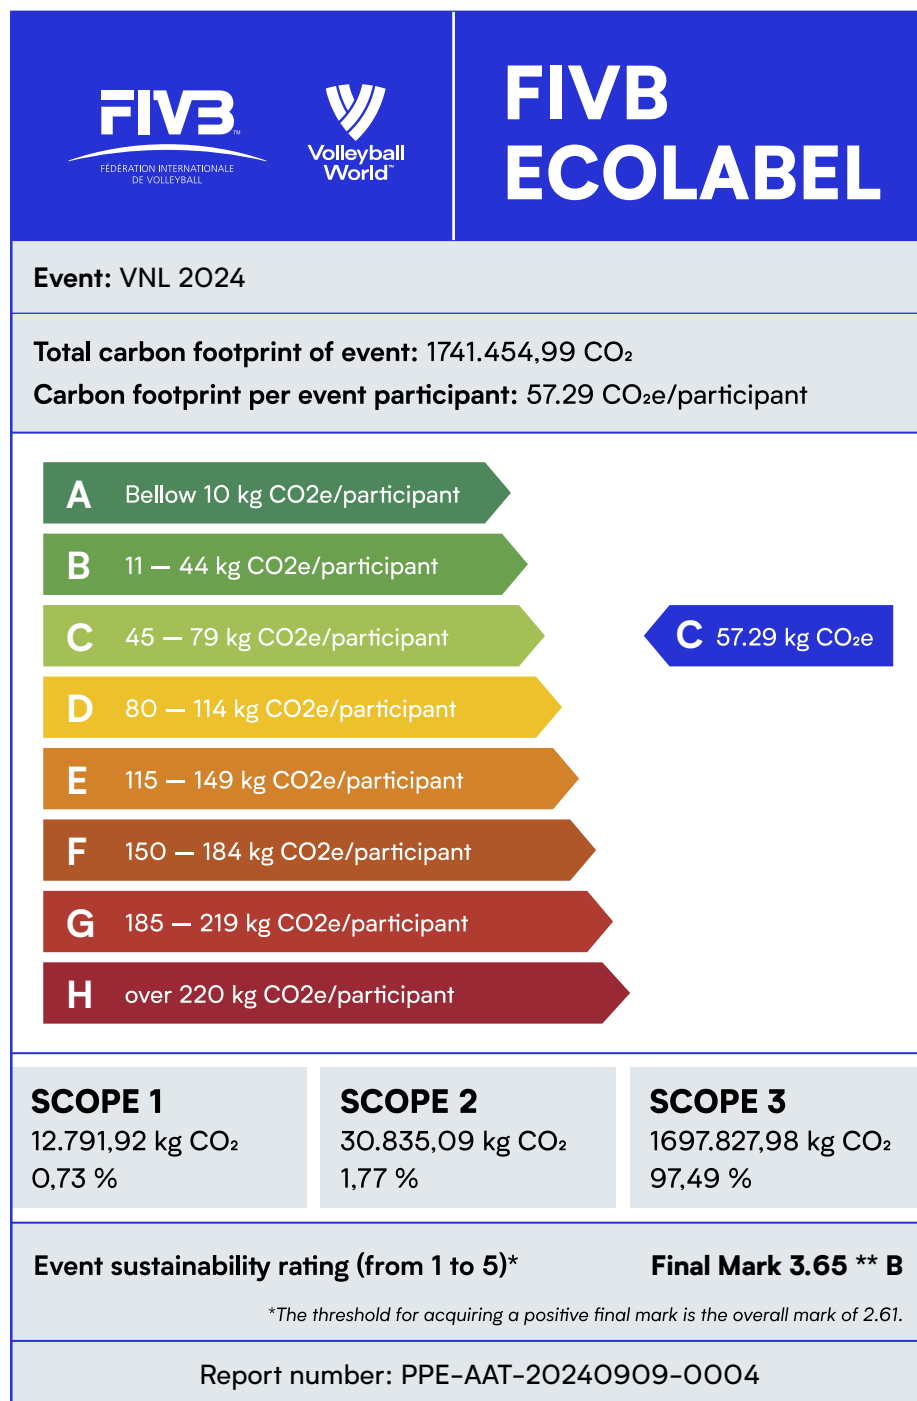 FIVB
™
FÉDÉRATION INTERNATIONALE
DE VOLLEYBALL
Volleyball
World™
FIVB
ECOLABEL
Event: VNL 2024
Total carbon footprint of event: 1741.454,99 CO₂
Carbon footprint per event participant: 57.29 CO₂e/participant
A Bellow 10 kg CO2e/participant
B 11 — 44 kg CO2e/participant
C 45 — 79 kg CO2e/participant
C 57.29 kg CO₂e
D 80 — 114 kg CO2e/participant
E 115 — 149 kg CO2e/participant
F 150 — 184 kg CO2e/participant
G 185 — 219 kg CO2e/participant
H over 220 kg CO2e/participant
SCOPE 1
12.791,92 kg CO₂
0,73 %
SCOPE 2
30.835,09 kg CO₂
1,77 %
SCOPE 3
1697.827,98 kg CO₂
97,49 %
Event sustainability rating (from 1 to 5)* Final Mark 3.65 ** B
*The threshold for acquiring a positive final mark is the overall mark of 2.61.
Report number: PPE-AAT-20240909-0004